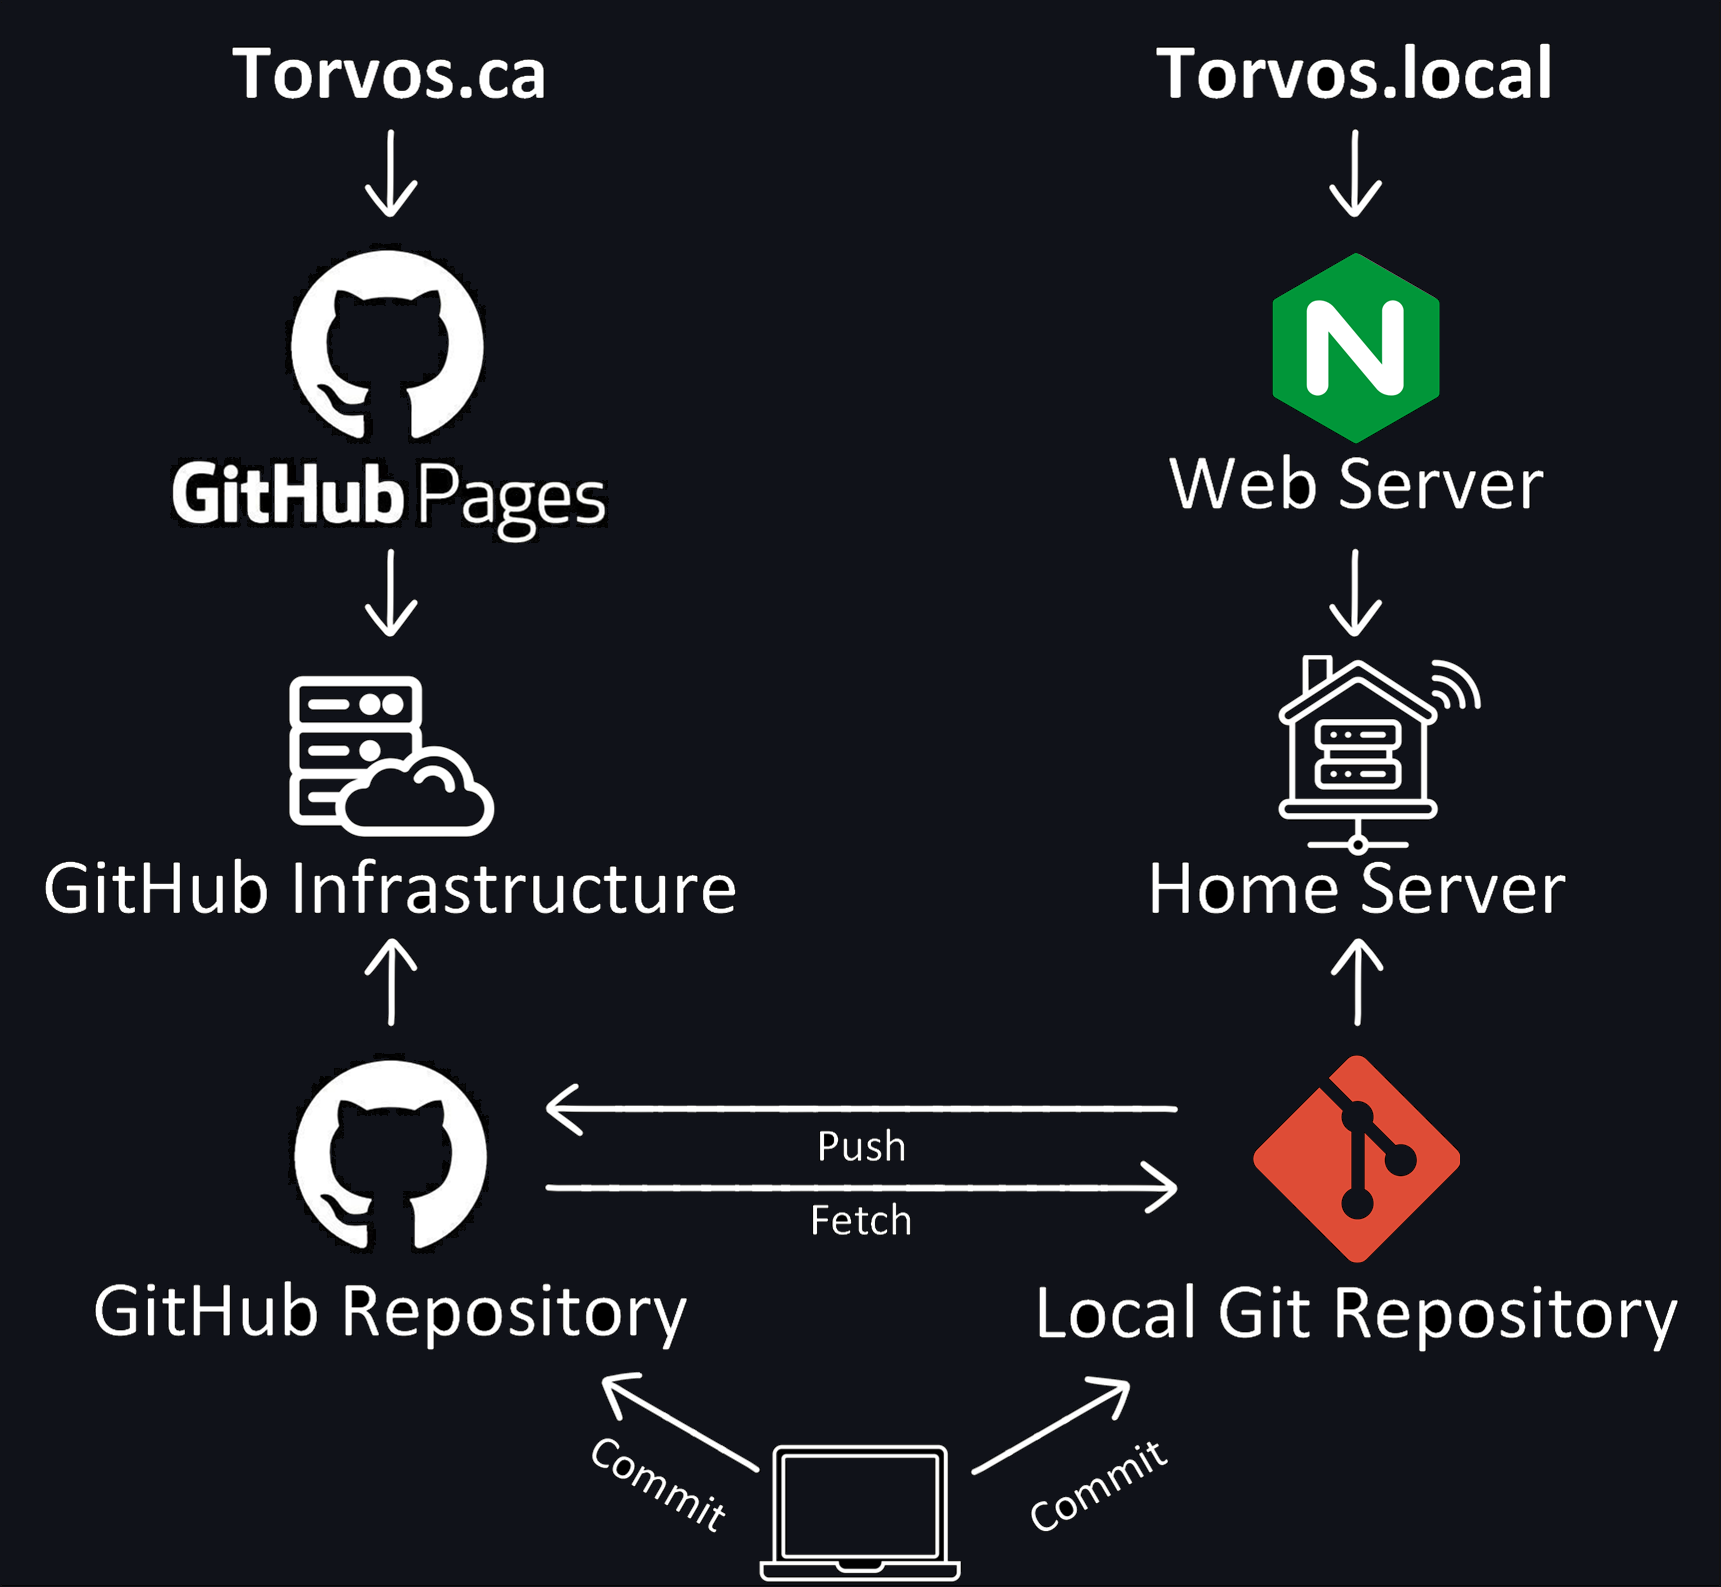 Torvos.ca
Torvos.local
N
GitHub Pages
Web Server
GitHub Infrastructure
Home Server
Push
Fetch
GitHub Repository
Local Git Repository
Commit
Commit